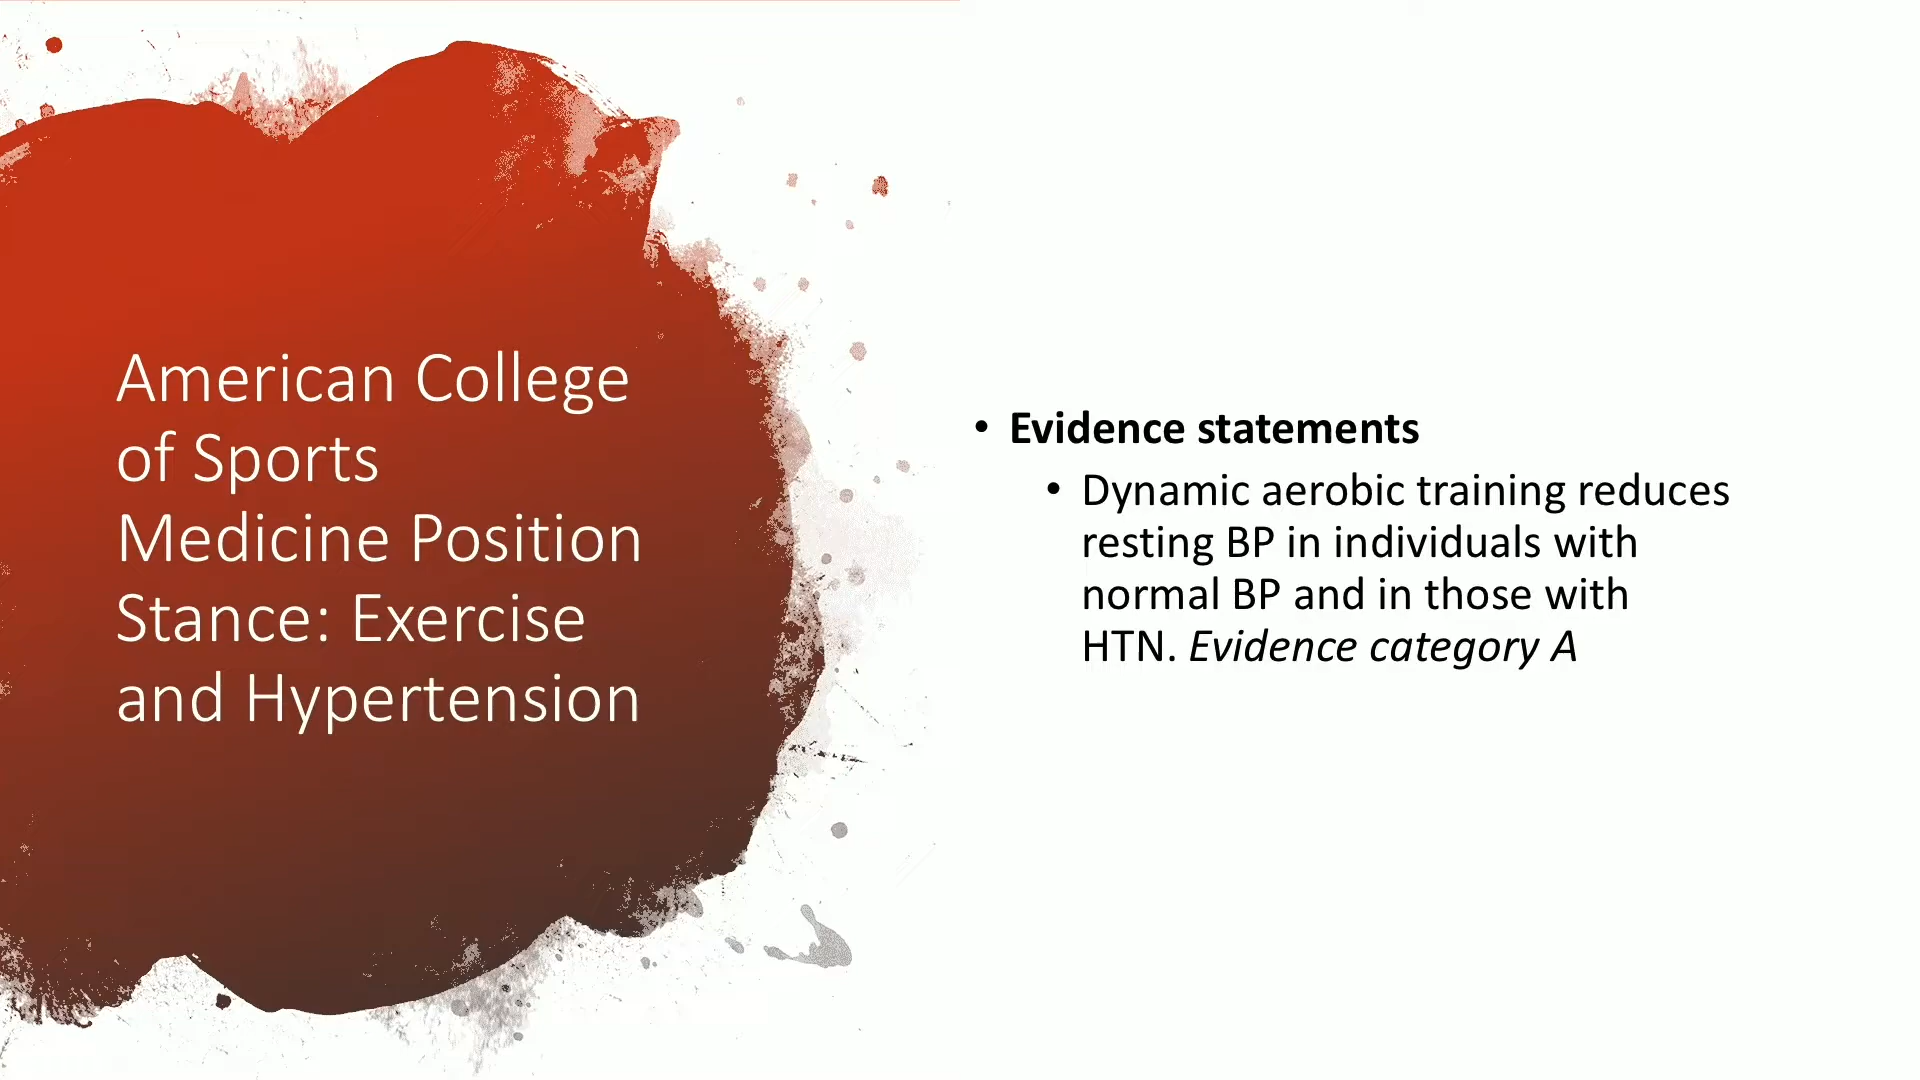 American College
of Sports
Medicine Position
Stance: Exercise
and Hypertension
• Evidence statements
• Dynamic aerobic training reduces
resting BP in individuals with
normal BP and in those with
HTN. Evidence category A